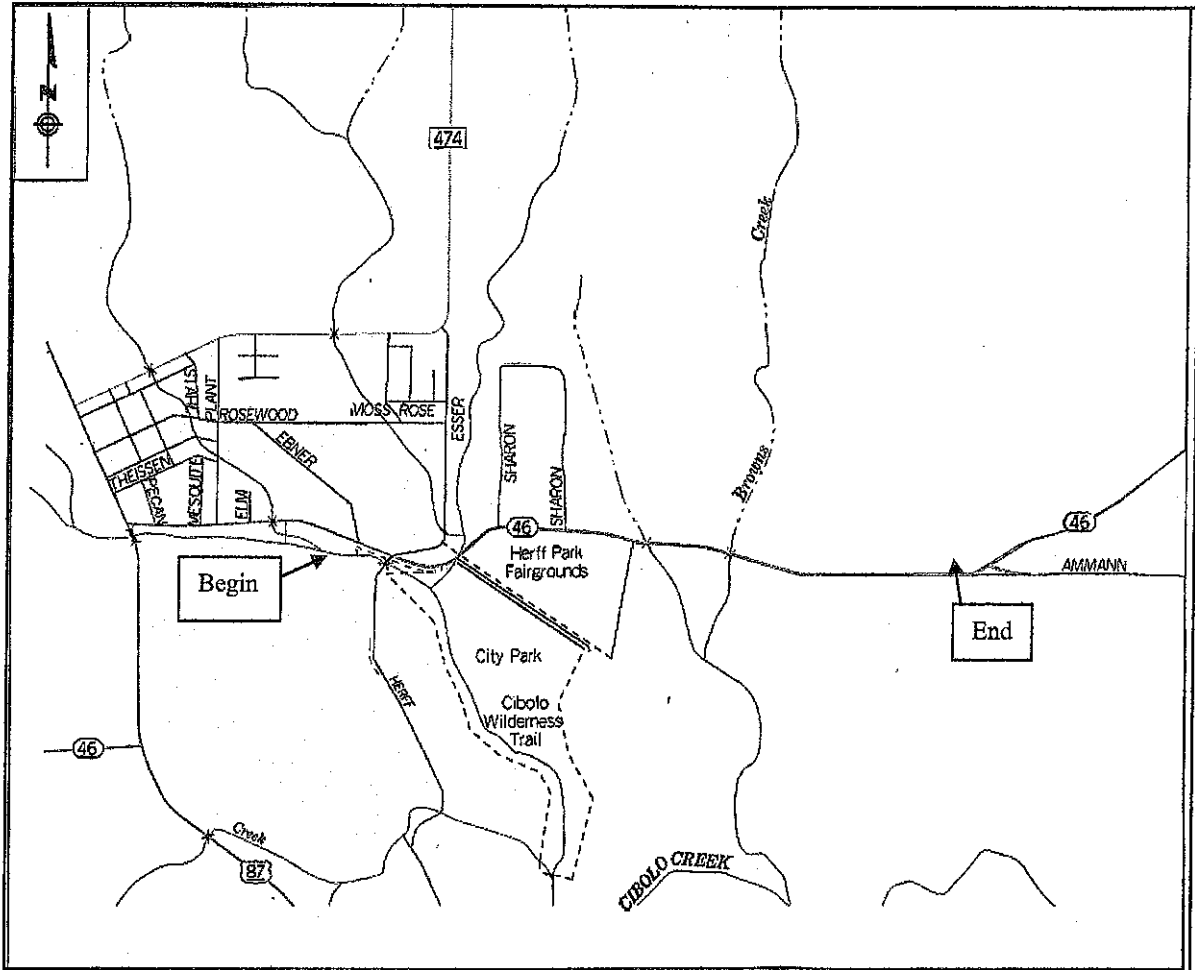 N
474
Creek
STAHL
PLANT
ROSEWOOD
MOSS ROSE
ESSER
EBNER
SHARON
SHARON
THEISSEN
PECAN
MESQUITE
ELM
Browns
46
46
Herff Park
Fairgrounds
AMMANN
Begin
End
City Park
HERFF
Cibolo
Wilderness
Trail
46
Creek
87
CIBOLO CREEK